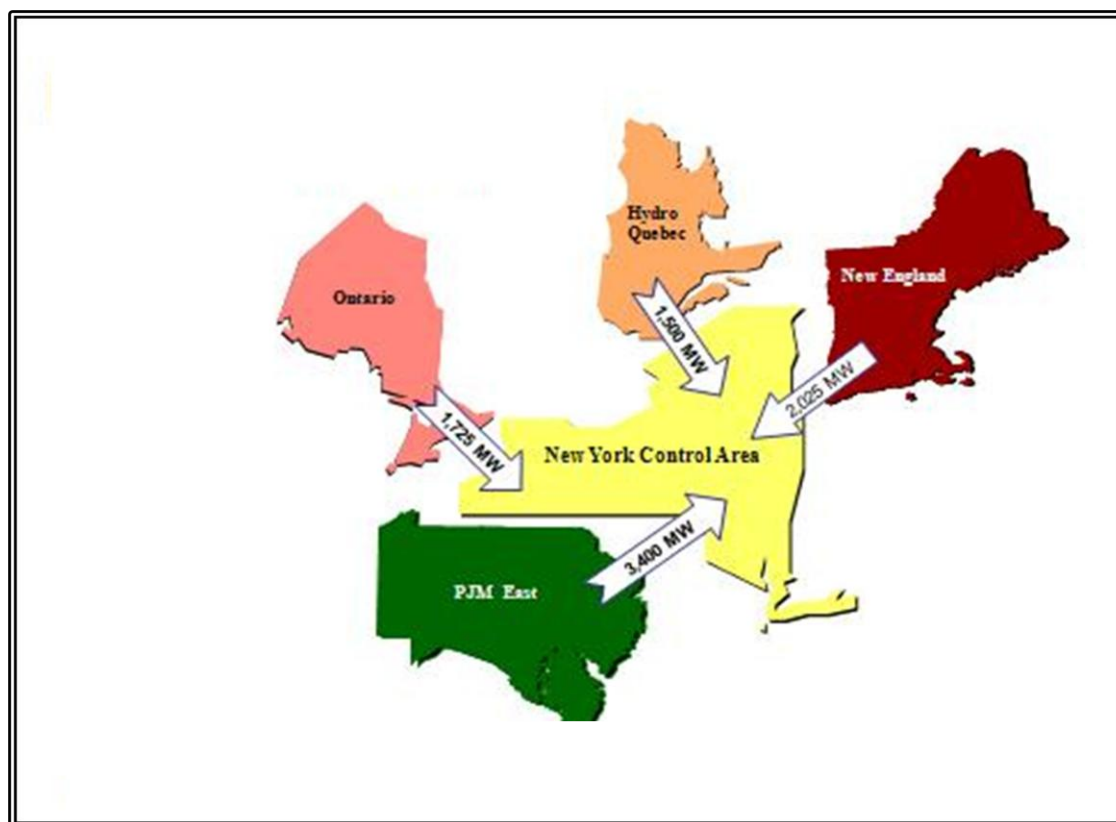 Hydro
Quebec
New England
Ontario
1,500 MW
2,025 MW
1,725 MW
New York Control Area
3,400 MW
PJM East